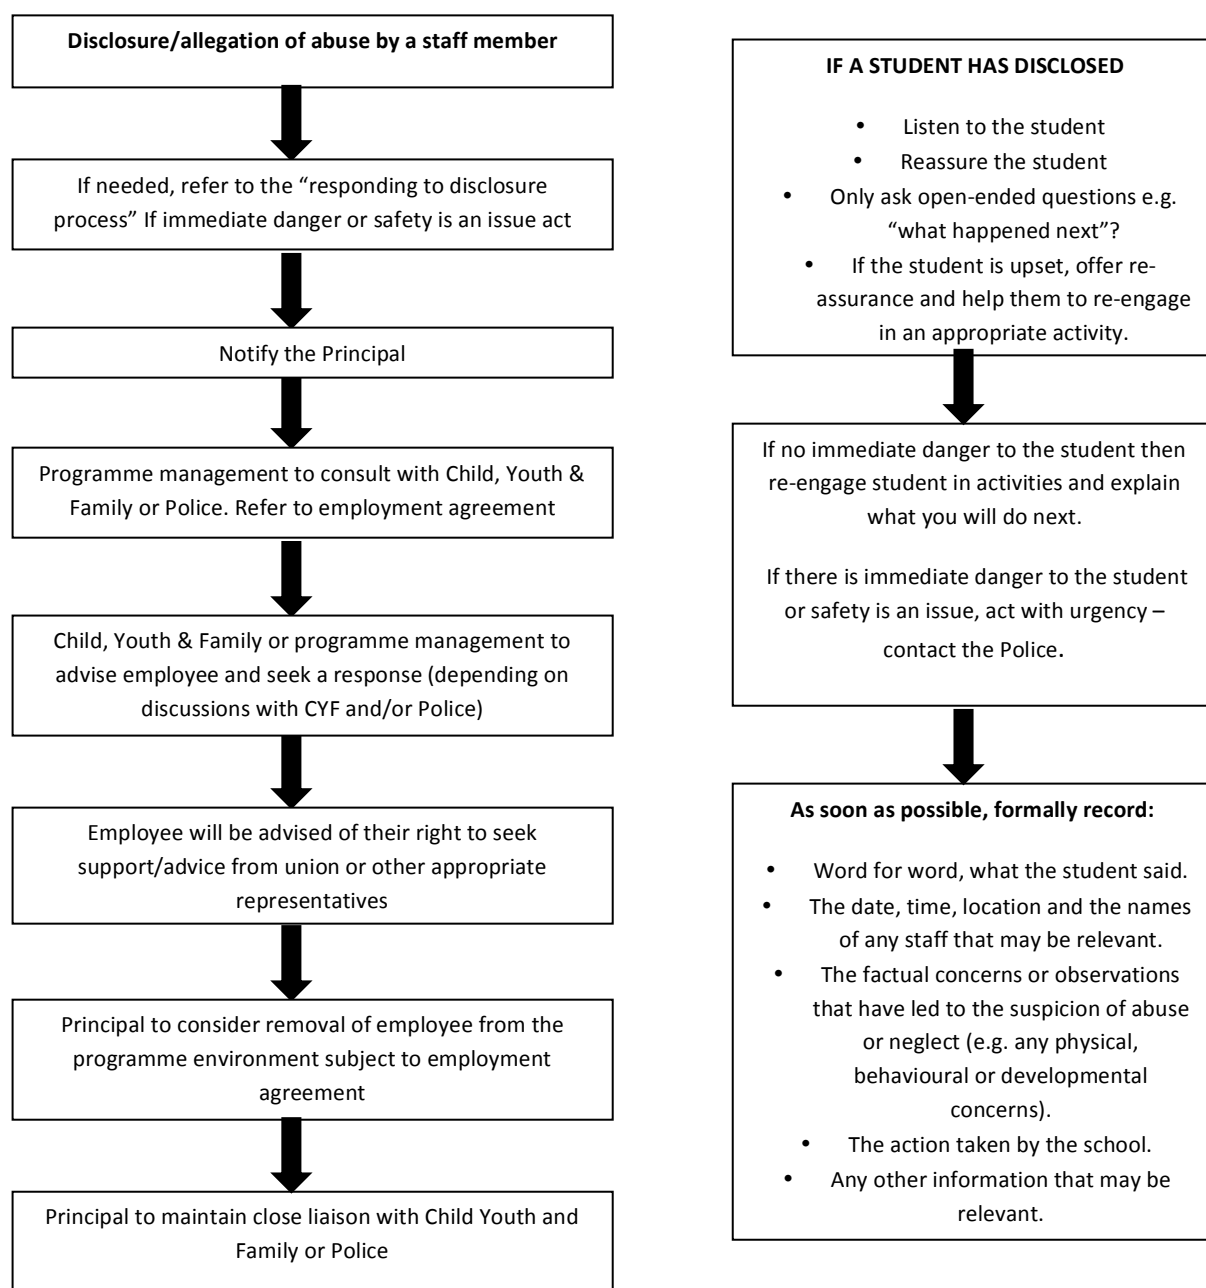 Disclosure/allegation of abuse by a staff member
If needed, refer to the “responding to disclosure
process” If immediate danger or safety is an issue act
Notify the Principal
Programme management to consult with Child, Youth &
Family or Police. Refer to employment agreement
Child, Youth & Family or programme management to
advise employee and seek a response (depending on
discussions with CYF and/or Police)
Employee will be advised of their right to seek
support/advice from union or other appropriate
representatives
Principal to consider removal of employee from the
programme environment subject to employment
agreement
Principal to maintain close liaison with Child Youth and
Family or Police
IF A STUDENT HAS DISCLOSED
• Listen to the student
• Reassure the student
• Only ask open-ended questions e.g.
“what happened next”?
• If the student is upset, offer re-
assurance and help them to re-engage
in an appropriate activity.
If no immediate danger to the student then
re-engage student in activities and explain
what you will do next.
If there is immediate danger to the student
or safety is an issue, act with urgency –
contact the Police.
As soon as possible, formally record:
• Word for word, what the student said.
• The date, time, location and the names
of any staff that may be relevant.
• The factual concerns or observations
that have led to the suspicion of abuse
or neglect (e.g. any physical,
behavioural or developmental
concerns).
• The action taken by the school.
• Any other information that may be
relevant.